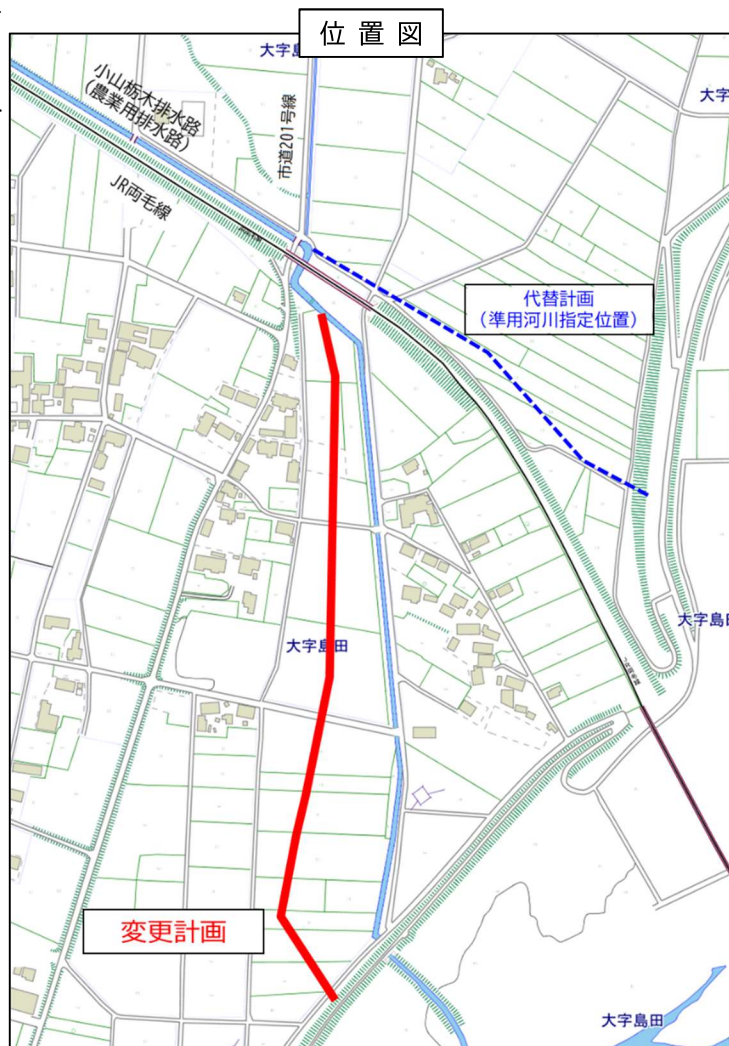 位置図
大字島
大字
小山栃木排水路
(農業用排水路)
市道201号線
JR両毛線
代替計画
（準用河川指定位置）
大字島田
大字島田
変更計画
大字島田